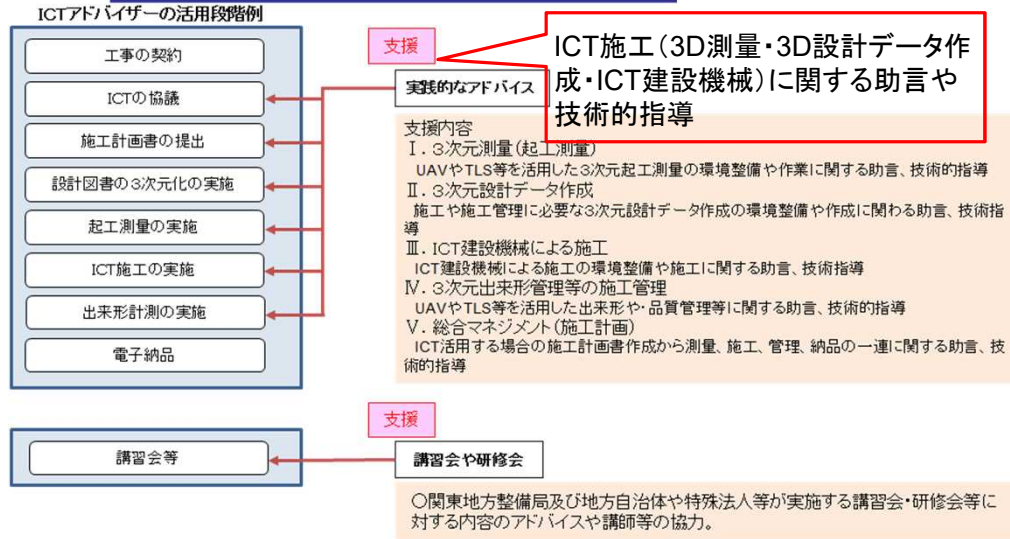 ICTアドバイザーの活用段階例
工事の契約
ICTの協議
施工計画書の提出
設計図書の3次元化の実施
起工測量の実施
ICT施工の実施
出来形計測の実施
電子納品
支援
ICT施工(3D測量・3D設計データ作
成・ICT建設機械)に関する助言や
技術的指導
実践的なアドバイス
支援内容
Ⅰ.3次元測量(起工測量)
UAVやTLS等を活用した3次元起工測量の環境整備や作業に関する助言、技術的指導
Ⅱ.3次元設計データ作成
施工や施工管理に必要な3次元設計データ作成の環境整備や作成に関わる助言、技術指
導
Ⅲ.ICT建設機械による施工
ICT建設機械による施工の環境整備や施工に関する助言、技術指導
Ⅳ.3次元出来形管理等の施工管理
UAVやTLS等を活用した出来形や・品質管理等に関する助言、技術的指導
Ⅴ.総合マネジメント(施工計画)
ICT活用する場合の施工計画書作成から測量、施工、管理、納品の一連に関する助言、技
術的指導
支援
講習会等
講習会や研修会
○関東地方整備局及び地方自治体や特殊法人等が実施する講習会・研修会等に
対する内容のアドバイスや講師等の協力。